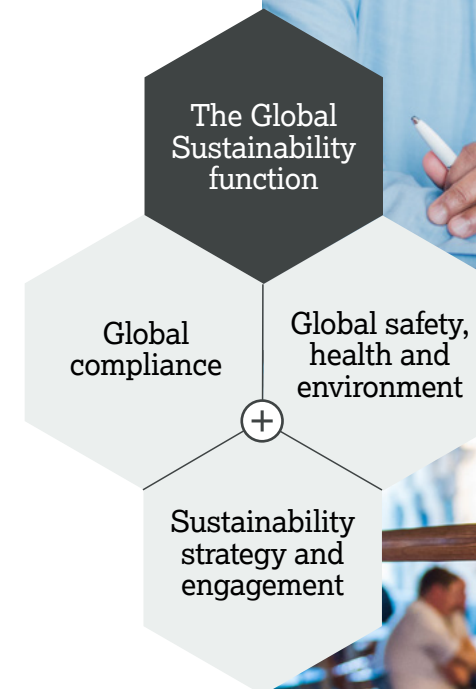 The Global
Sustainability
function
Global
compliance
Global safety,
health and
environment
+
Sustainability
strategy and
engagement